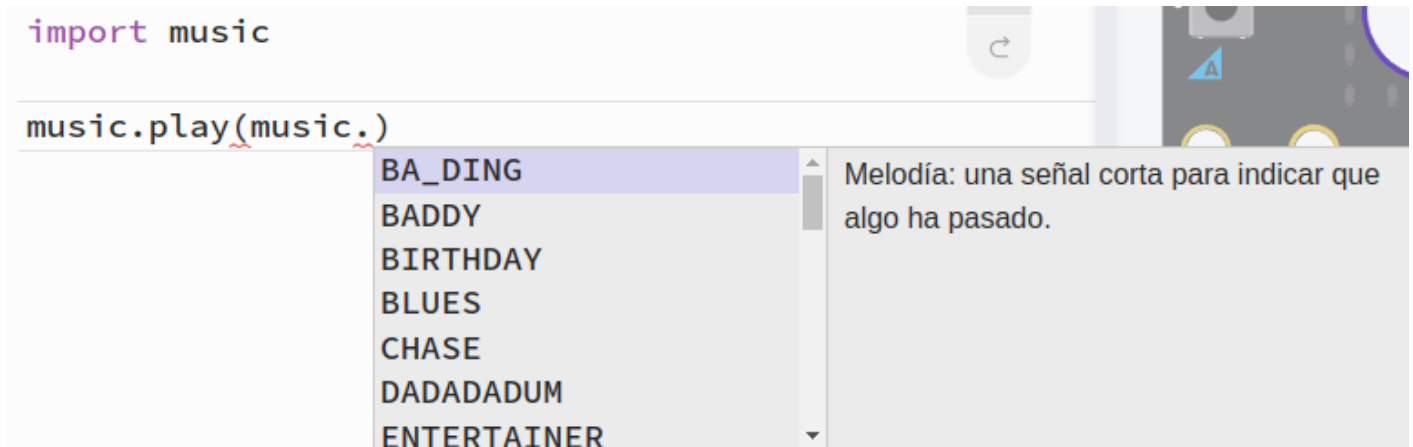 import music
A
music.play(music.)
BA_DING
BADDY
BIRTHDAY
BLUES
CHASE
DADADADUM
ENTERTAINER
Melodía: una señal corta para indicar que
algo ha pasado.